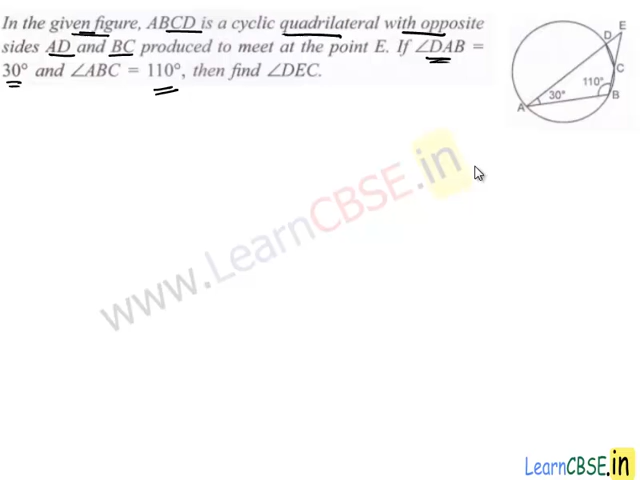 In the given figure, ABCD is a cyclic quadrilateral with opposite
sides AD and BC produced to meet at the point E. If ∠DAB =
30° and ∠ABC = 110°, then find ∠DEC.
E
D
C
110°
B
A
30°
www.LearnCBSE.in
LearnCBSE.in